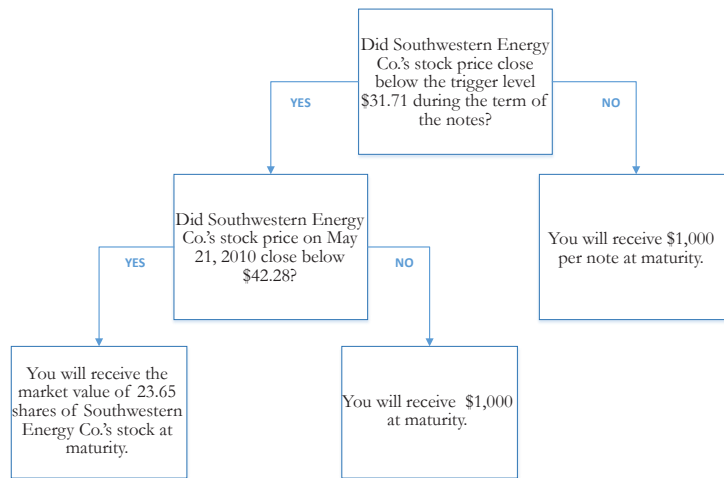 Did Southwestern Energy
Co.'s stock price close
below the trigger level
$31.71 during the term of
the notes?
YES
NO
Did Southwestern Energy
Co.'s stock price on May
21, 2010 close below
$42.28?
You will receive $1,000
per note at maturity.
YES
NO
You will receive the
market value of 23.65
shares of Southwestern
Energy Co.'s stock at
maturity.
You will receive $1,000
at maturity.